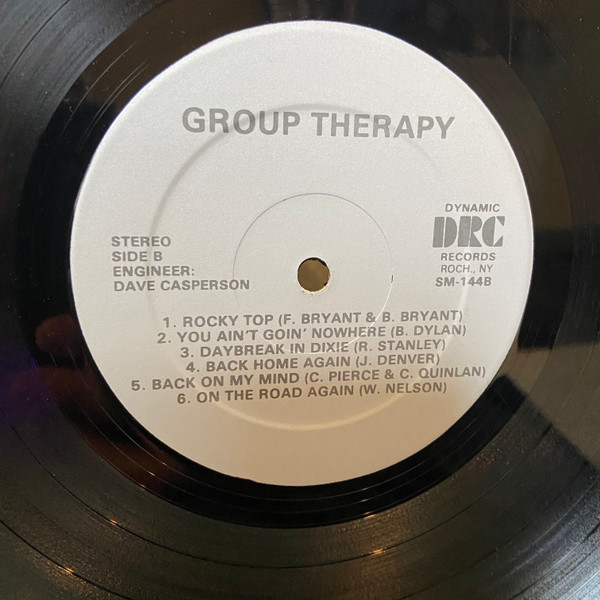 GROUP THERAPY
STEREO
SIDE B
ENGINEER:
DAVE CASPERSON
DYNAMIC
DRC
RECORDS
ROCH., NY
SM-144B
1. ROCKY TOP (F. BRYANT & B. BRYANT)
2. YOU AIN'T GOIN' NOWHERE (B. DYLAN)
3. DAYBREAK IN DIXIE (R. STANLEY)
4. BACK HOME AGAIN (J. DENVER)
5. BACK ON MY MIND (C. PIERCE & C. QUINLAN)
6. ON THE ROAD AGAIN (W. NELSON)